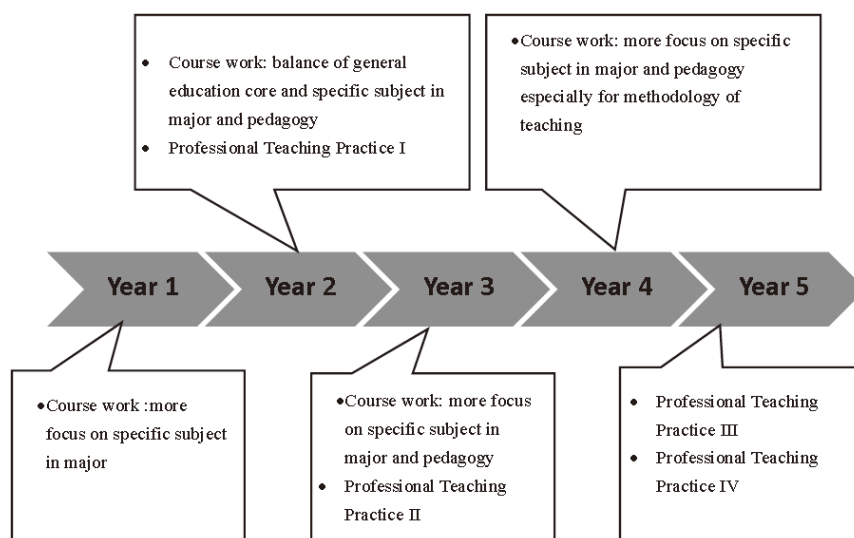 • Course work: balance of general
education core and specific subject in
major and pedagogy
• Professional Teaching Practice I
•Course work: more focus on specific
subject in major and pedagogy
especially for methodology of
teaching
Year 1
Year 2
Year 3
Year 4
Year 5
•Course work :more
focus on specific subject
in major
•Course work: more focus
on specific subject in
major and pedagogy
• Professional Teaching
Practice II
• Professional Teaching
Practice III
• Professional Teaching
Practice IV